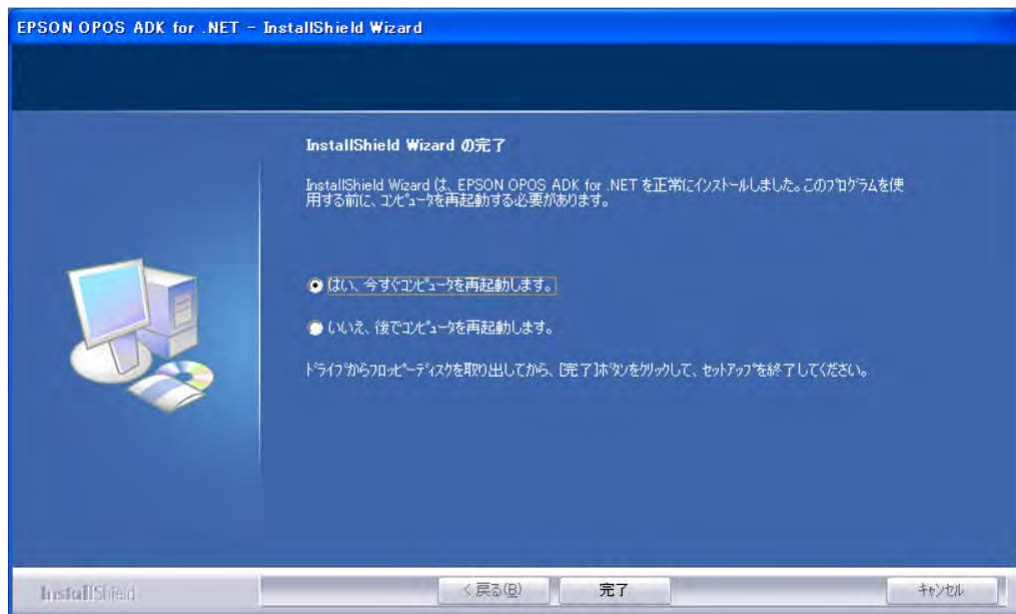 EPSON OPOS ADK for .NET - InstallShield Wizard
InstallShield Wizard の完了
InstallShield Wizard は、EPSON OPOS ADK for .NET を正常にインストールしました。このプログラムを使
用する前に、コンピュータを再起動する必要があります。
はい、今すぐコンピュータを再起動します。
いいえ、後でコンピュータを再起動します。
ドライブからフロッピーディスクを取り出してから、[完了]ボタンをクリックして、セットアップを終了してください。
InstallShield
< 戻る(B)
完了
キャンセル